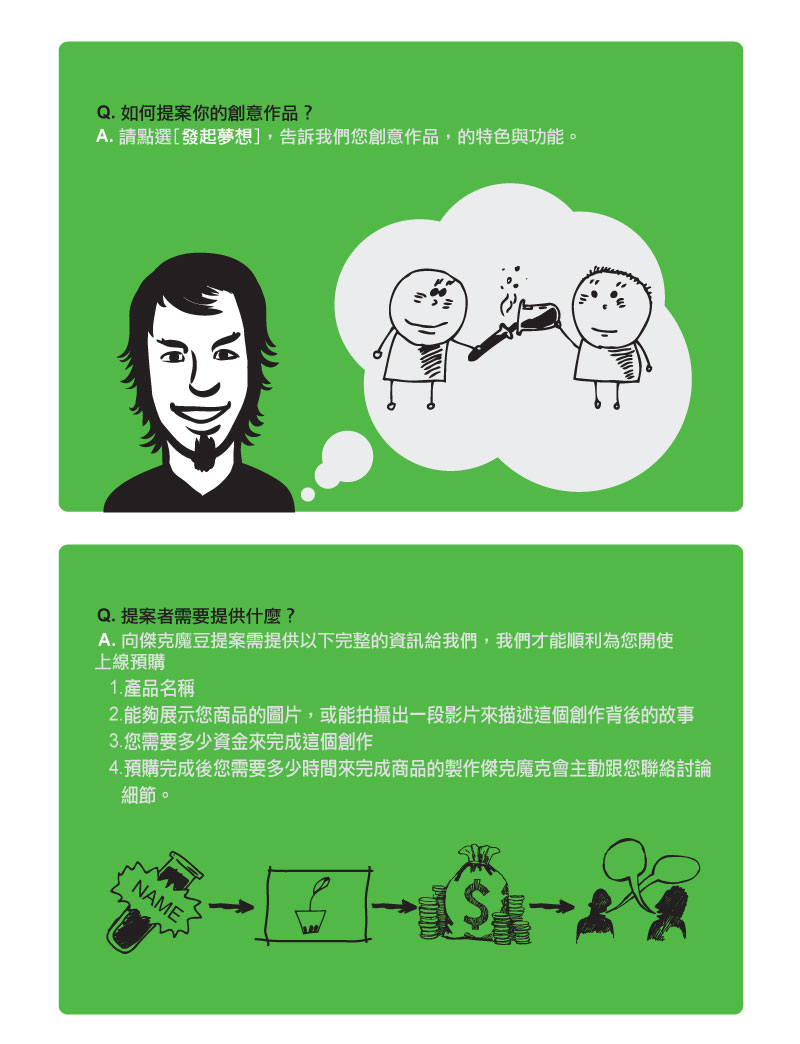 Q. 如何提案你的創意作品？
A. 請點選[發起夢想]，告訴我們您創意作品，的特色與功能。
Q. 提案者需要提供什麼？
A. 向傑克魔豆提案需提供以下完整的資訊給我們，我們才能順利為您開使
上線預購
1.產品名稱
2.能夠展示您商品的圖片，或能拍攝出一段影片來描述這個創作背後的故事
3.您需要多少資金來完成這個創作
4.預購完成後您需要多少時間來完成商品的製作傑克魔克會主動跟您聯絡討論
細節。
NAME
$